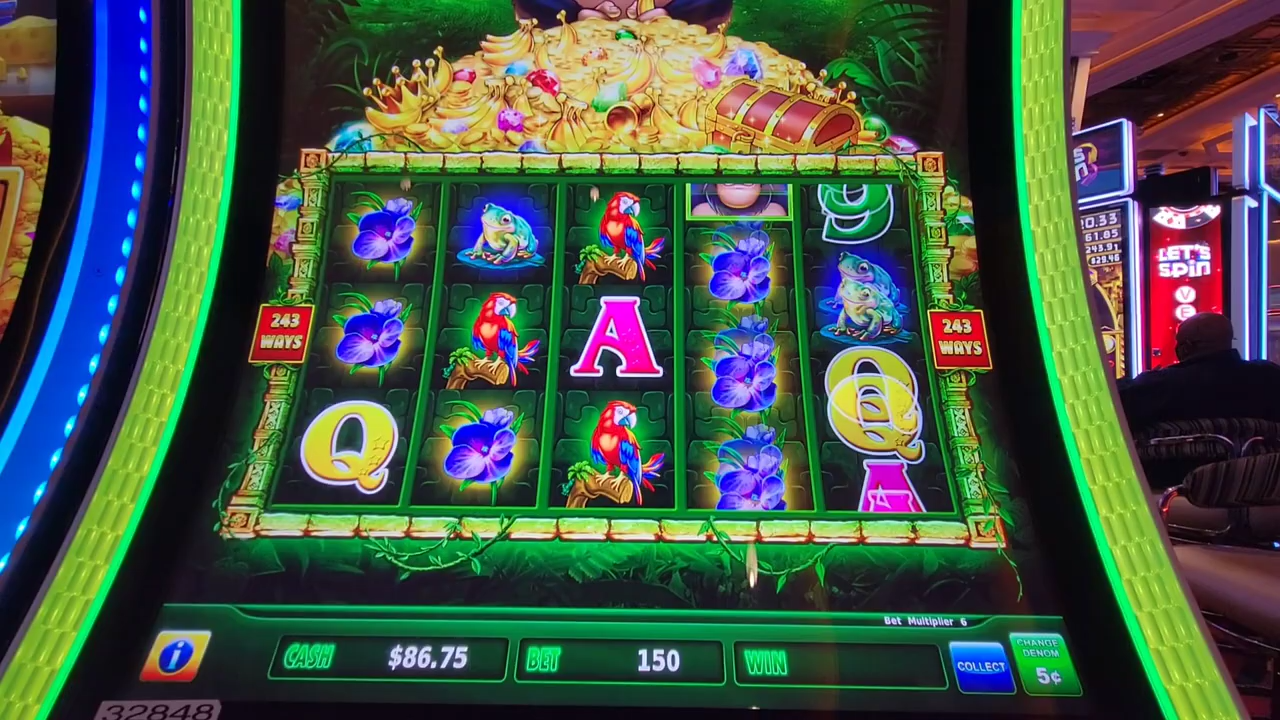 9
243
WAYS
A
243
WAYS
Q
Q
A
Bet Multiplier 6
CASH $86.75
BET 150
WIN
COLLECT
CHANGE
DENOM
5¢
32848
LET'S
SPIN